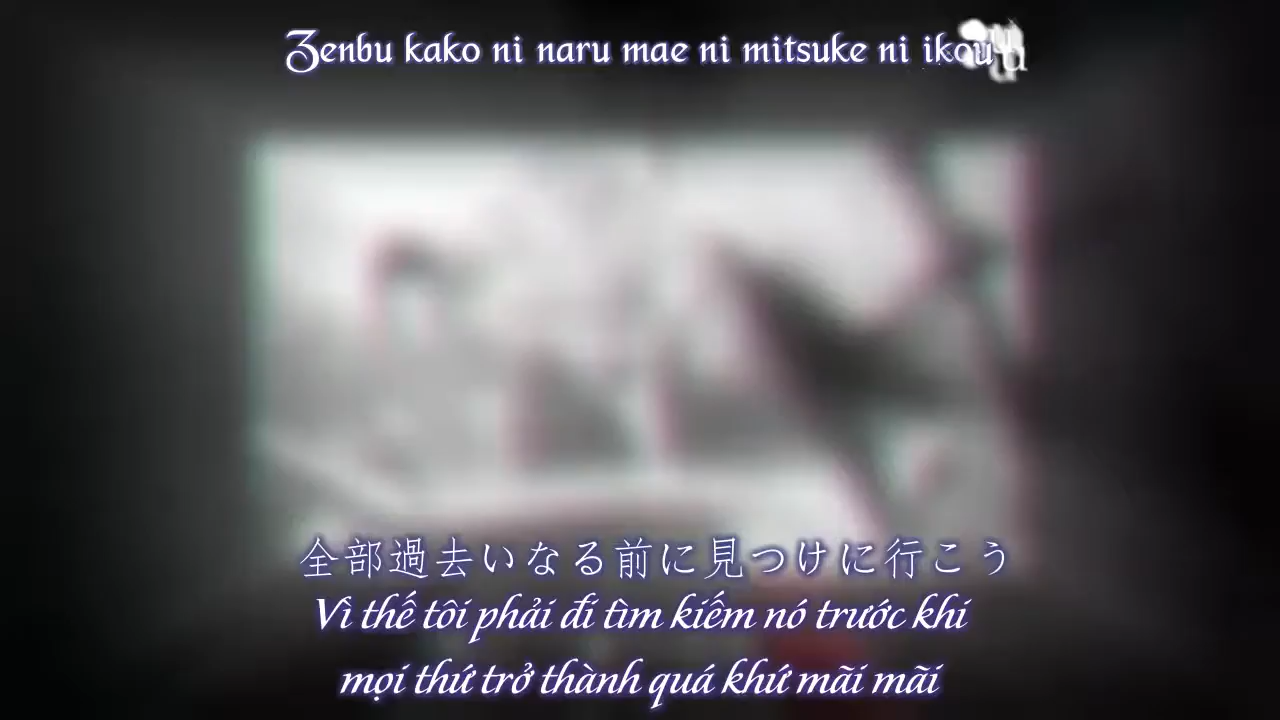 Zenbu kako ni naru mae ni mitsuke ni ikou
全部過去いなる前に見つけに行こう
Vì thế tôi phải đi tìm kiếm nó trước khi
mọi thứ trở thành quá khứ mãi mãi